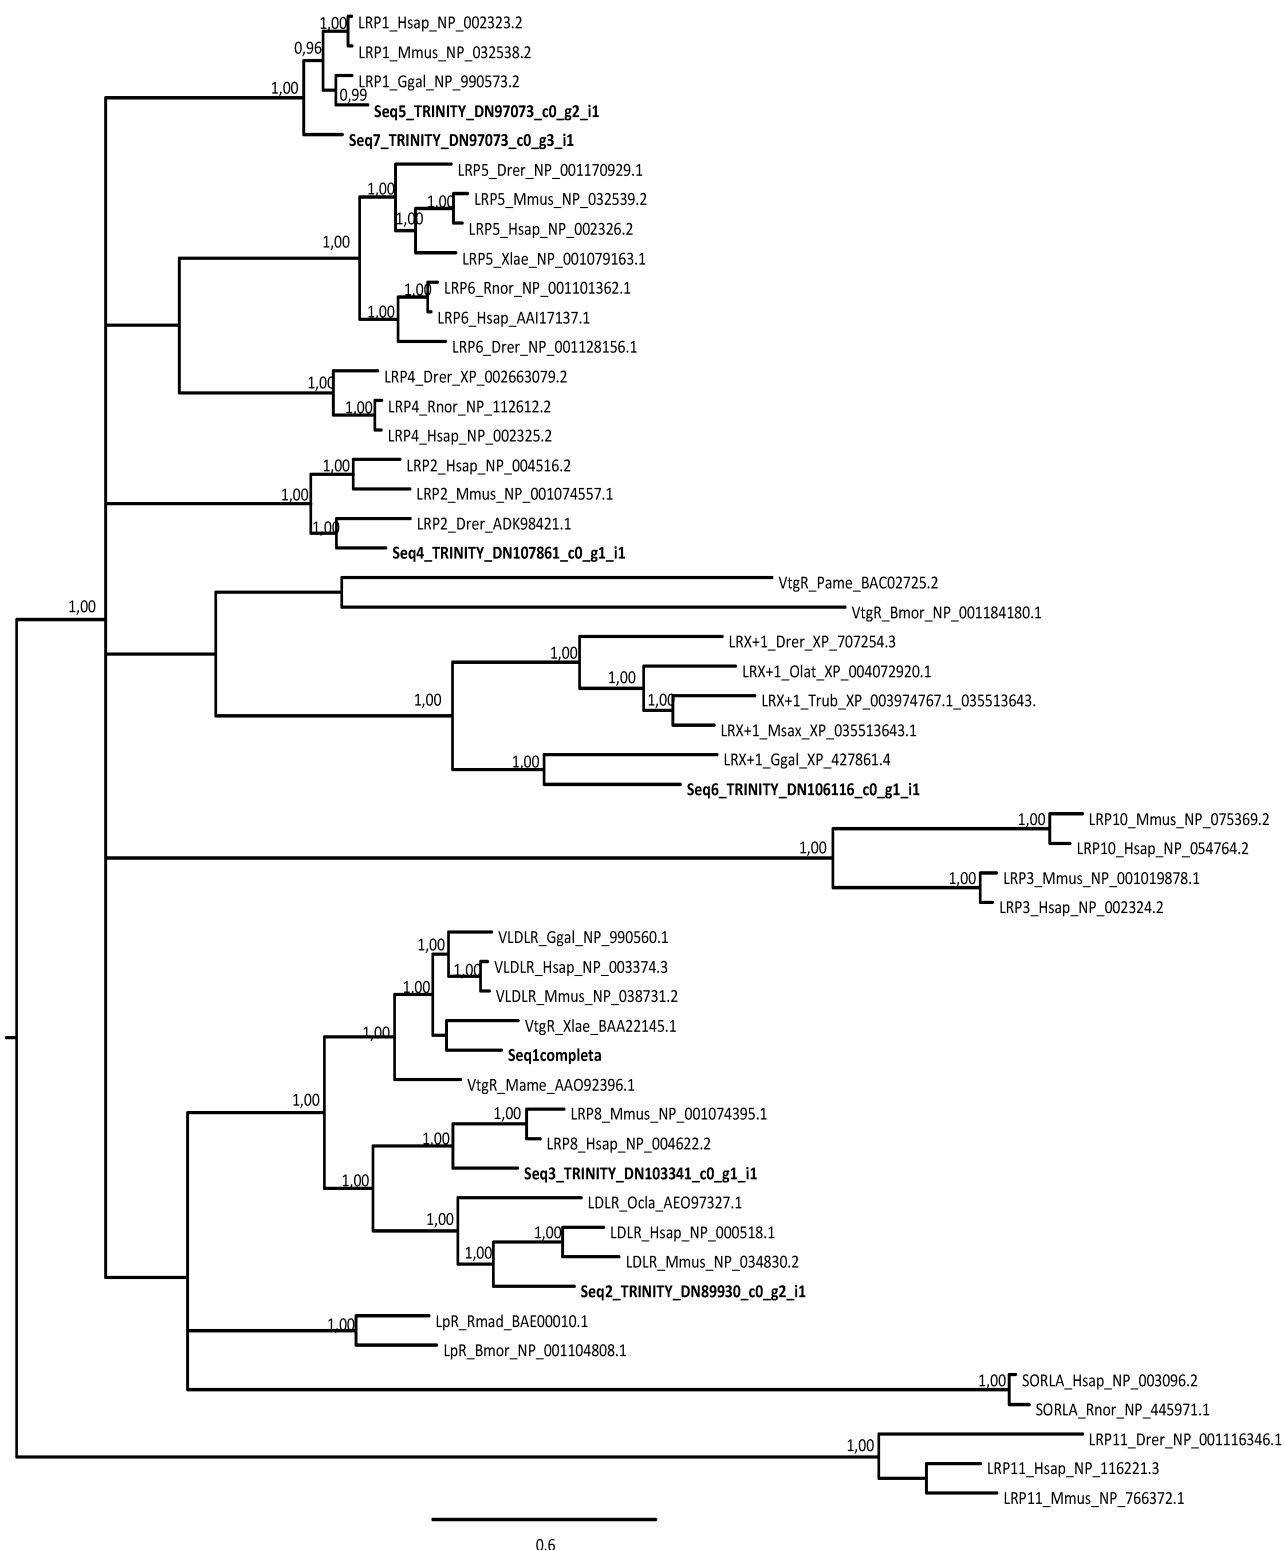 1,00
LRP1_Hsap_NP_002323.2
0,96
LRP1_Mmus_NP_032538.2
LRP1_Ggal_NP_990573.2
1,00
0,99
Seq5_TRINITY_DN97073_c0_g2_i1
Seq7_TRINITY_DN97073_c0_g3_i1
LRP5_Drer_NP_001170929.1
1,00
LRP5_Mmus_NP_032539.2
1,00
1,00
LRP5_Hsap_NP_002326.2
1,00
LRP5_Xlae_NP_001079163.1
LRP6_Rnor_NP_001101362.1
1,00
1,00
LRP6_Hsap_AAI17137.1
LRP6_Drer_NP_001128156.1
LRP4_Drer_XP_002663079.2
1,00
LRP4_Rnor_NP_112612.2
1,00
LRP4_Hsap_NP_002325.2
LRP2_Hsap_NP_004516.2
1,00
LRP2_Mmus_NP_001074557.1
1,00
LRP2_Drer_ADK98421.1
1,00
Seq4_TRINITY_DN107861_c0_g1_i1
VtgR_Pame_BAC02725.2
1,00
VtgR_Bmor_NP_001184180.1
LRX+1_Drer_XP_707254.3
1,00
LRX+1_Olat_XP_004072920.1
1,00
LRX+1_Trub_XP_003974767.1_035513643.
1,00
1,00
LRX+1_Msax_XP_035513643.1
LRX+1_Ggal_XP_427861.4
1,00
Seq6_TRINITY_DN106116_c0_g1_i1
LRP10_Mmus_NP_075369.2
1,00
LRP10_Hsap_NP_054764.2
1,00
LRP3_Mmus_NP_001019878.1
1,00
LRP3_Hsap_NP_002324.2
VLDLR_Ggal_NP_990560.1
1,00
VLDLR_Hsap_NP_003374.3
1,00
1,00
VLDLR_Mmus_NP_038731.2
VtgR_Xlae_BAA22145.1
1,00
Seq1completa
VtgR_Mame_AAO92396.1
1,00
LRP8_Mmus_NP_001074395.1
1,00
1,00
LRP8_Hsap_NP_004622.2
Seq3_TRINITY_DN103341_c0_g1_i1
1,00
LDLR_Ocla_AEO97327.1
1,00
LDLR_Hsap_NP_000518.1
1,00
1,00
LDLR_Mmus_NP_034830.2
Seq2_TRINITY_DN89930_c0_g2_i1
LpR_Rmad_BAE00010.1
1,00
LpR_Bmor_NP_001104808.1
SORLA_Hsap_NP_003096.2
1,00
SORLA_Rnor_NP_445971.1
LRP11_Drer_NP_001116346.1
1,00
LRP11_Hsap_NP_116221.3
LRP11_Mmus_NP_766372.1
0.6